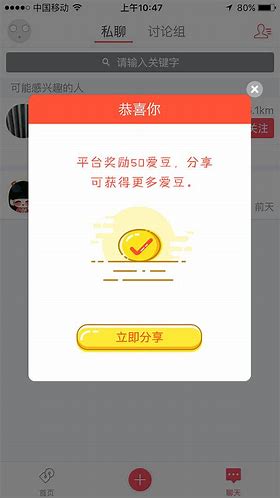 中国移动 上午10:47
私聊 讨论组
请输入关键字
可能感兴趣的人
.1km
关注
恭喜你
平台奖励50爱豆，分享
可获得更多爱豆。
前天
立即分享
首页 聊天